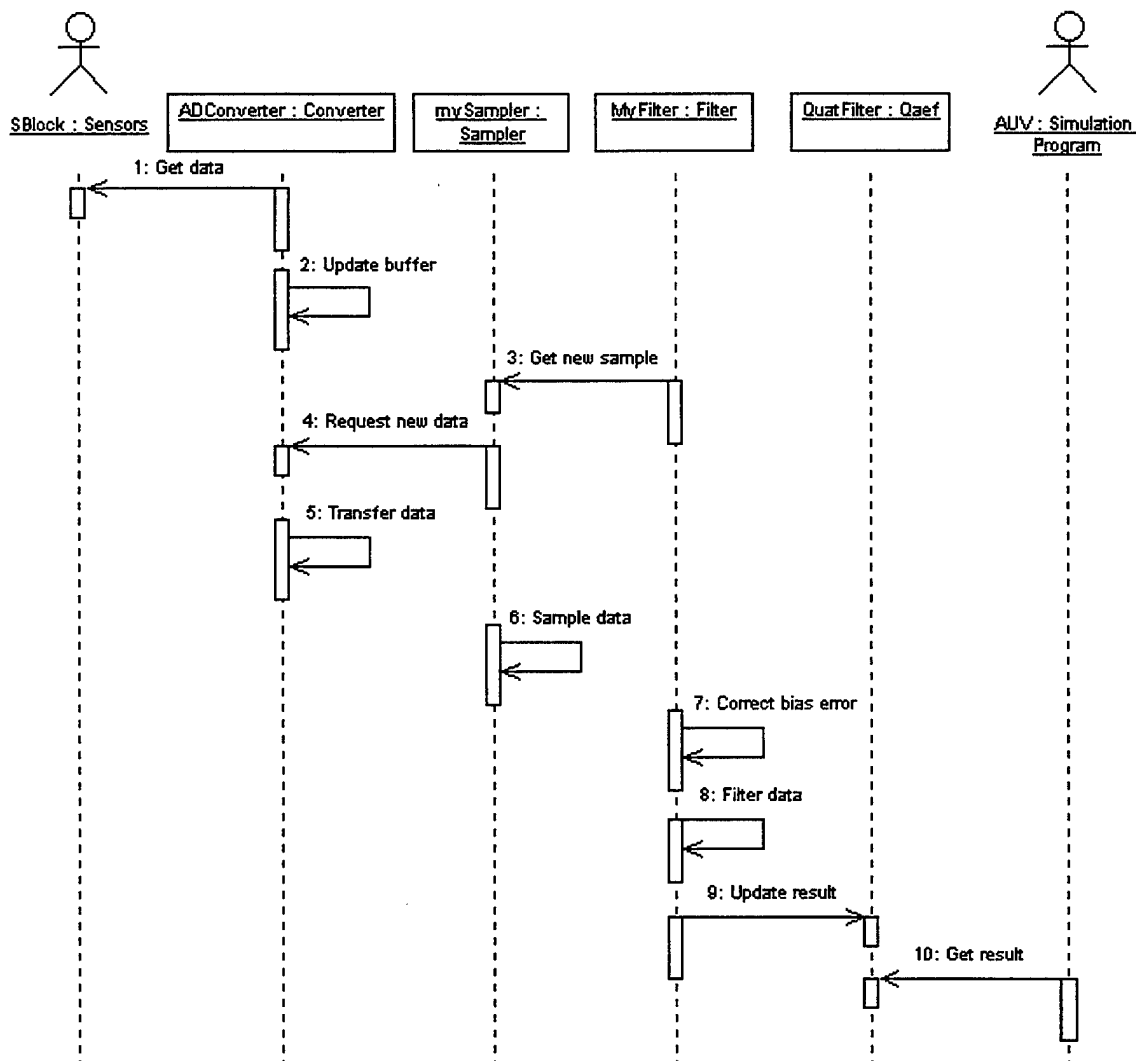 SBlock : Sensors
ADConverter : Converter
mySampler :
Sampler
MyFilter : Filter
QuatFilter : Qaef
AUV : Simulation
Program
1: Get data
2: Update buffer
3: Get new sample
4: Request new data
5: Transfer data
6: Sample data
7: Correct bias error
8: Filter data
9: Update result
10: Get result